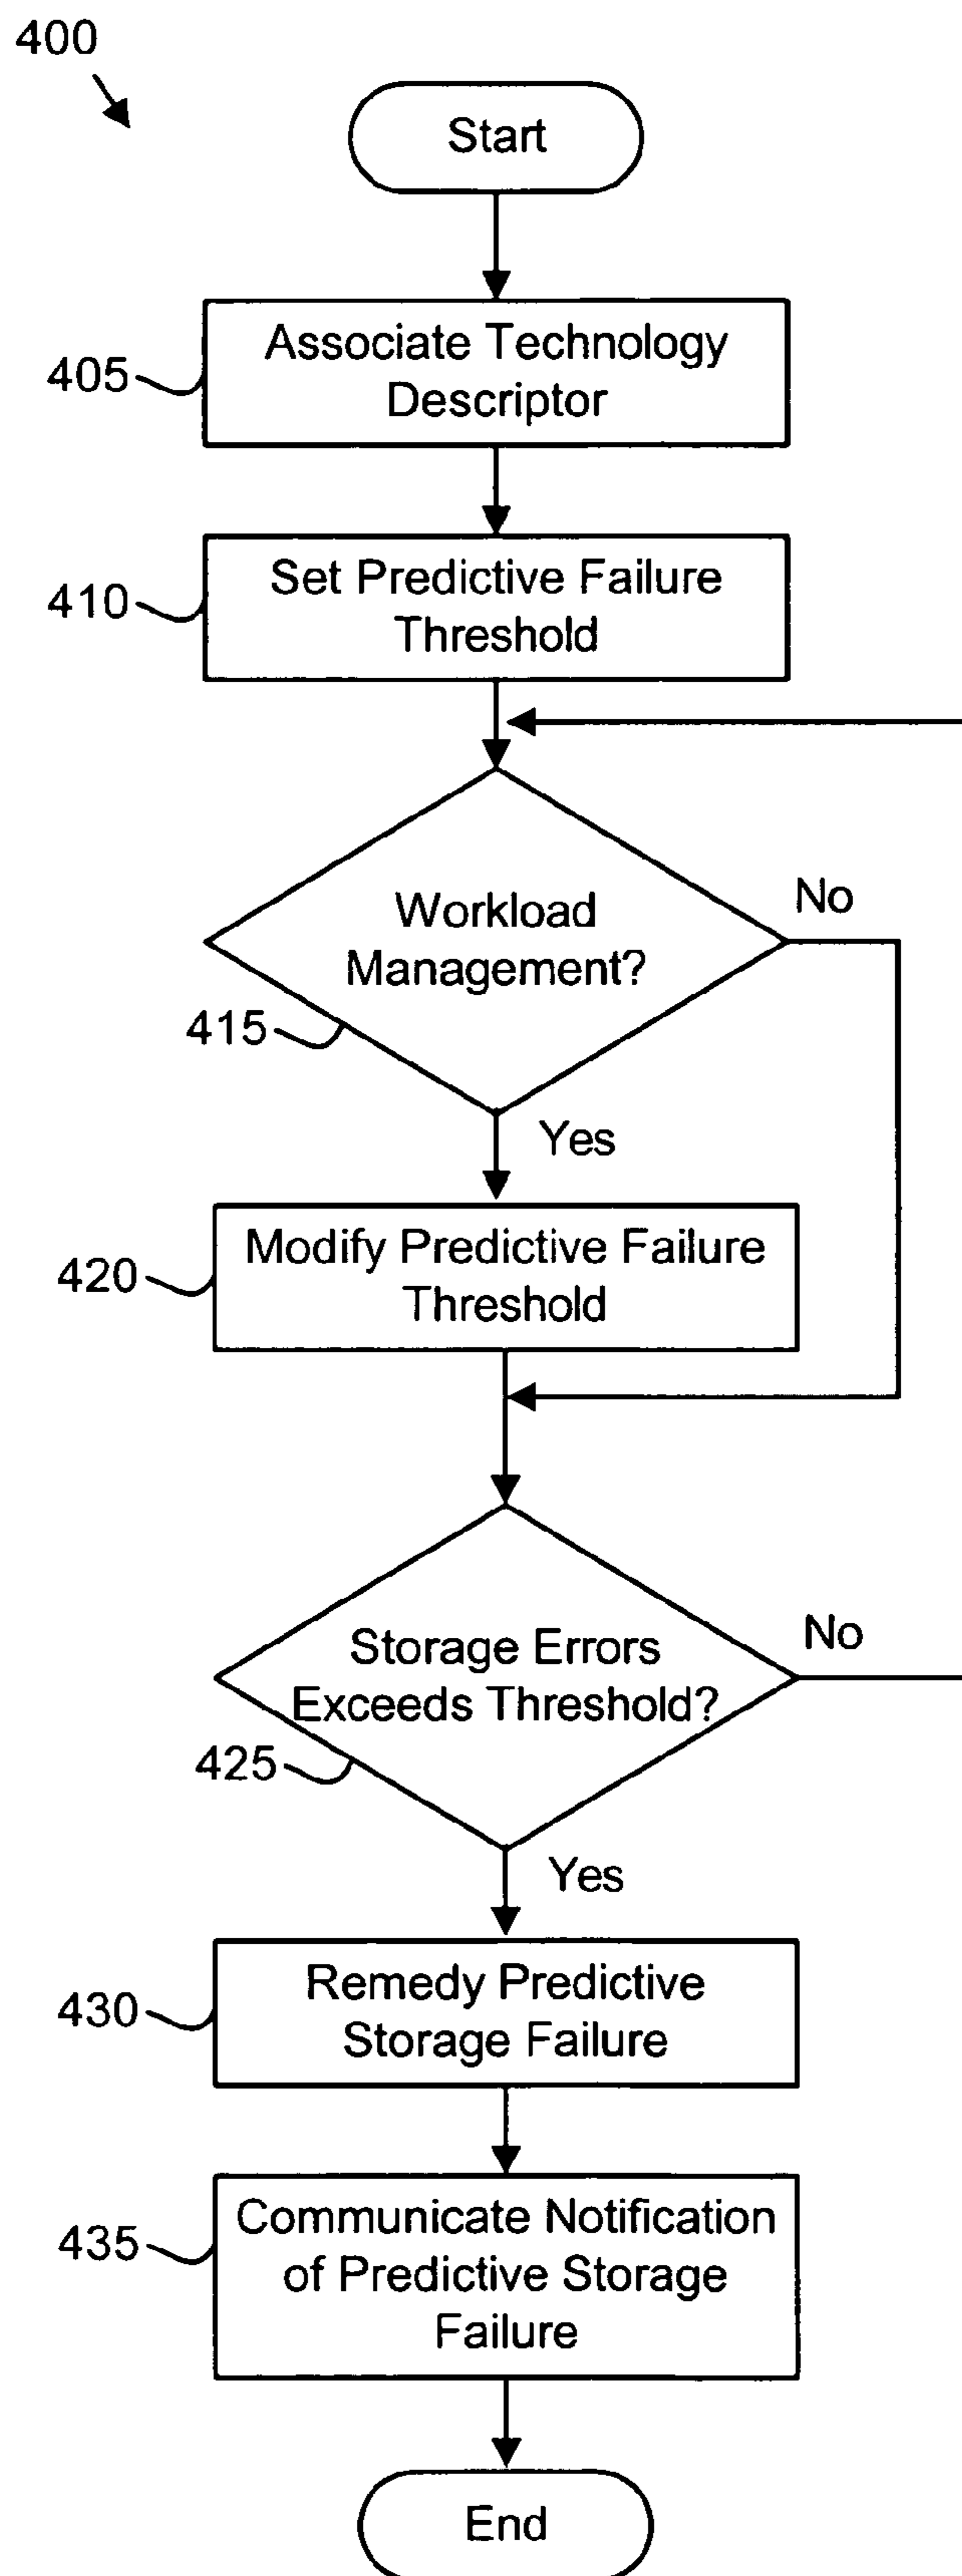 400
Start
405
Associate Technology
Descriptor
410
Set Predictive Failure
Threshold
Workload
Management?
No
415
Yes
420
Modify Predictive Failure
Threshold
Storage Errors
Exceeds Threshold?
No
425
Yes
430
Remedy Predictive
Storage Failure
435
Communicate Notification
of Predictive Storage
Failure
End